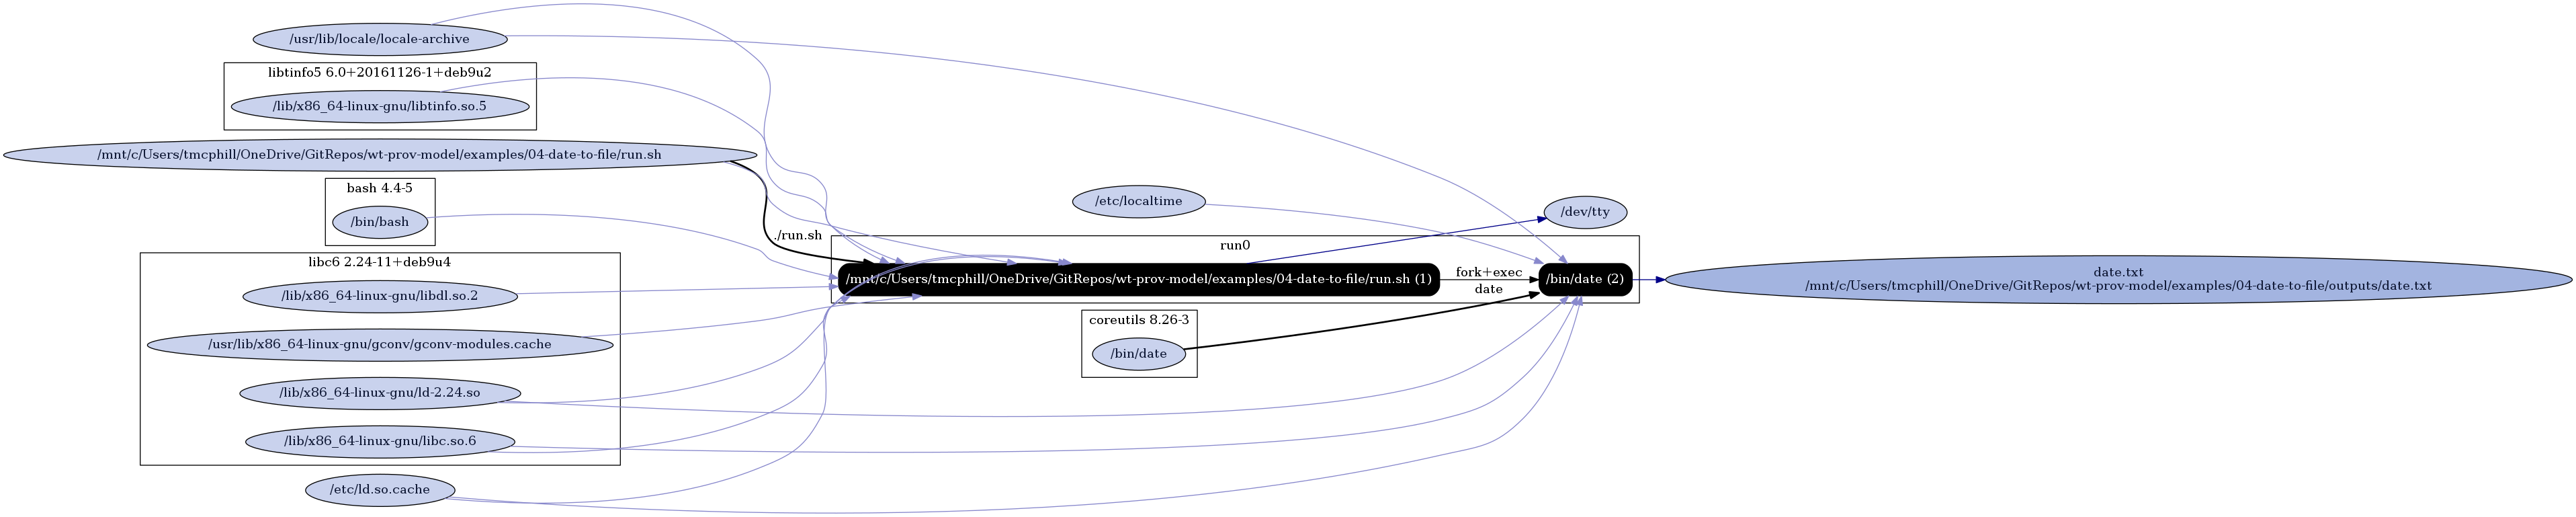 /usr/lib/locale/locale-archive
libtinfo5 6.0+20161126-1+deb9u2
/lib/x86_64-linux-gnu/libtinfo.so.5
/mnt/c/Users/tmcphill/OneDrive/GitRepos/wt-prov-model/examples/04-date-to-file/run.sh
bash 4.4-5
/bin/bash
libc6 2.24-11+deb9u4
/lib/x86_64-linux-gnu/libdl.so.2
/usr/lib/x86_64-linux-gnu/gconv/gconv-modules.cache
/lib/x86_64-linux-gnu/ld-2.24.so
/lib/x86_64-linux-gnu/libc.so.6
/etc/ld.so.cache
./run.sh
run0
/mnt/c/Users/tmcphill/OneDrive/GitRepos/wt-prov-model/examples/04-date-to-file/run.sh (1)
/etc/localtime
coreutils 8.26-3
/bin/date
fork+exec
date
/dev/tty
/bin/date (2)
date.txt
/mnt/c/Users/tmcphill/OneDrive/GitRepos/wt-prov-model/examples/04-date-to-file/outputs/date.txt